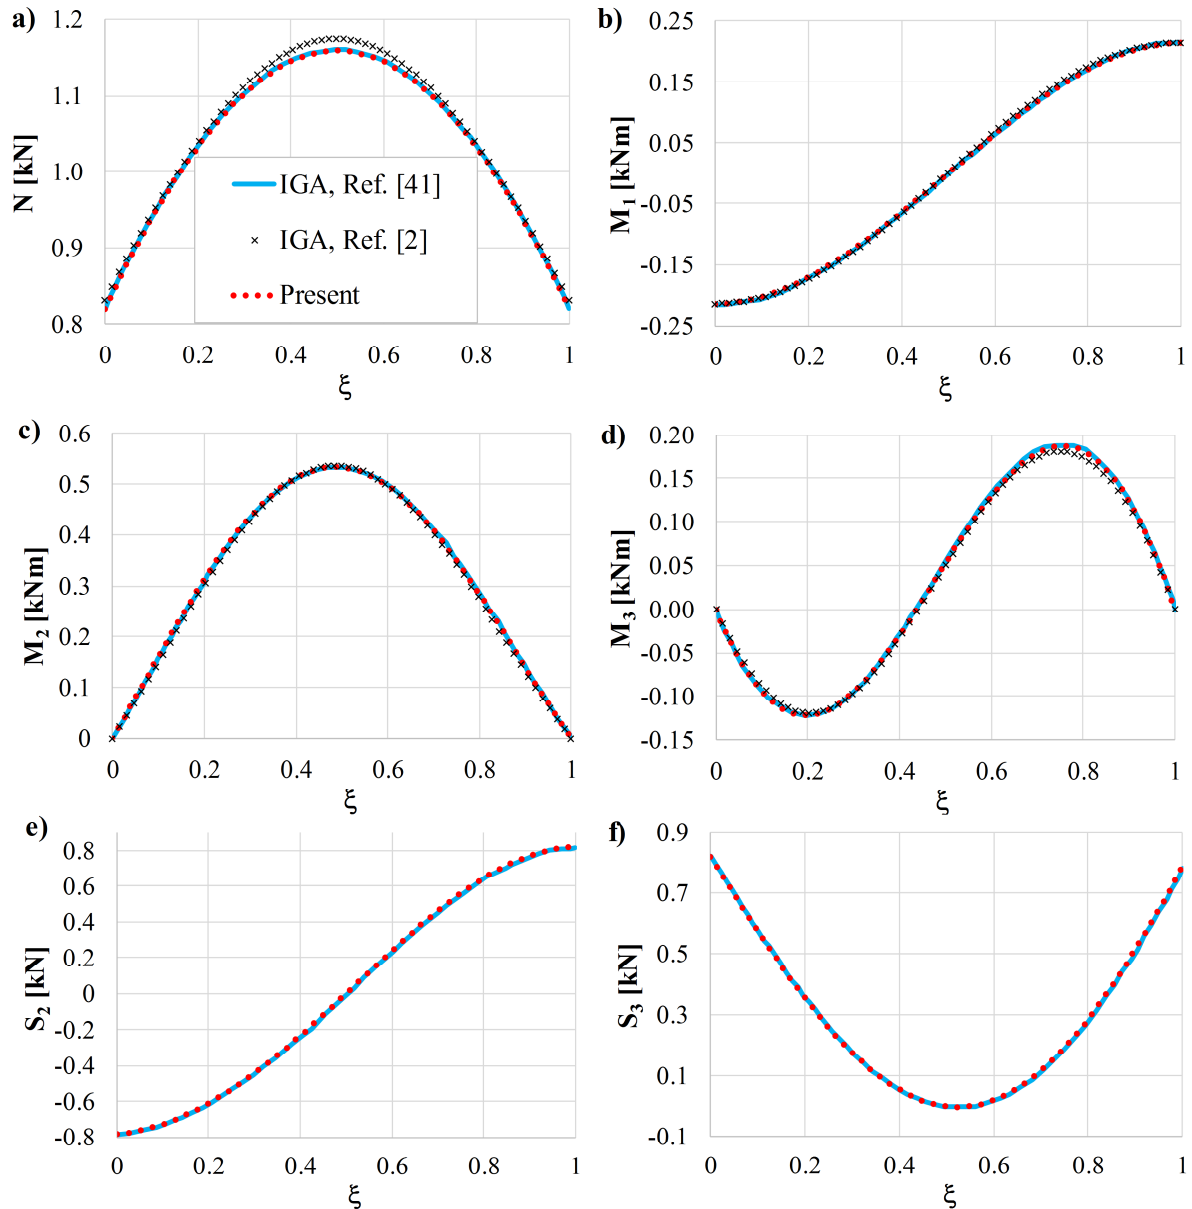 a)
N [kN]
1.2
1.1
1.0
0.9
0.8
IGA, Ref. [41]
IGA, Ref. [2]
Present
0 0.2 0.4 0.6 0.8 1
ξ
b)
M1 [kNm]
0.25
0.15
0.05
-0.05
-0.15
-0.25
0 0.2 0.4 0.6 0.8 1
ξ
c)
M2 [kNm]
0.6
0.5
0.4
0.3
0.2
0.1
0
0 0.2 0.4 0.6 0.8 1
ξ
d)
M3 [kNm]
0.20
0.15
0.10
0.05
0.00
-0.05
-0.10
-0.15
0 0.2 0.4 0.6 0.8 1
ξ
e)
S2 [kN]
0.8
0.6
0.4
0.2
0
-0.2
-0.4
-0.6
-0.8
0 0.2 0.4 0.6 0.8 1
ξ
f)
S3 [kN]
0.9
0.7
0.5
0.3
0.1
-0.1
0 0.2 0.4 0.6 0.8 1
ξ